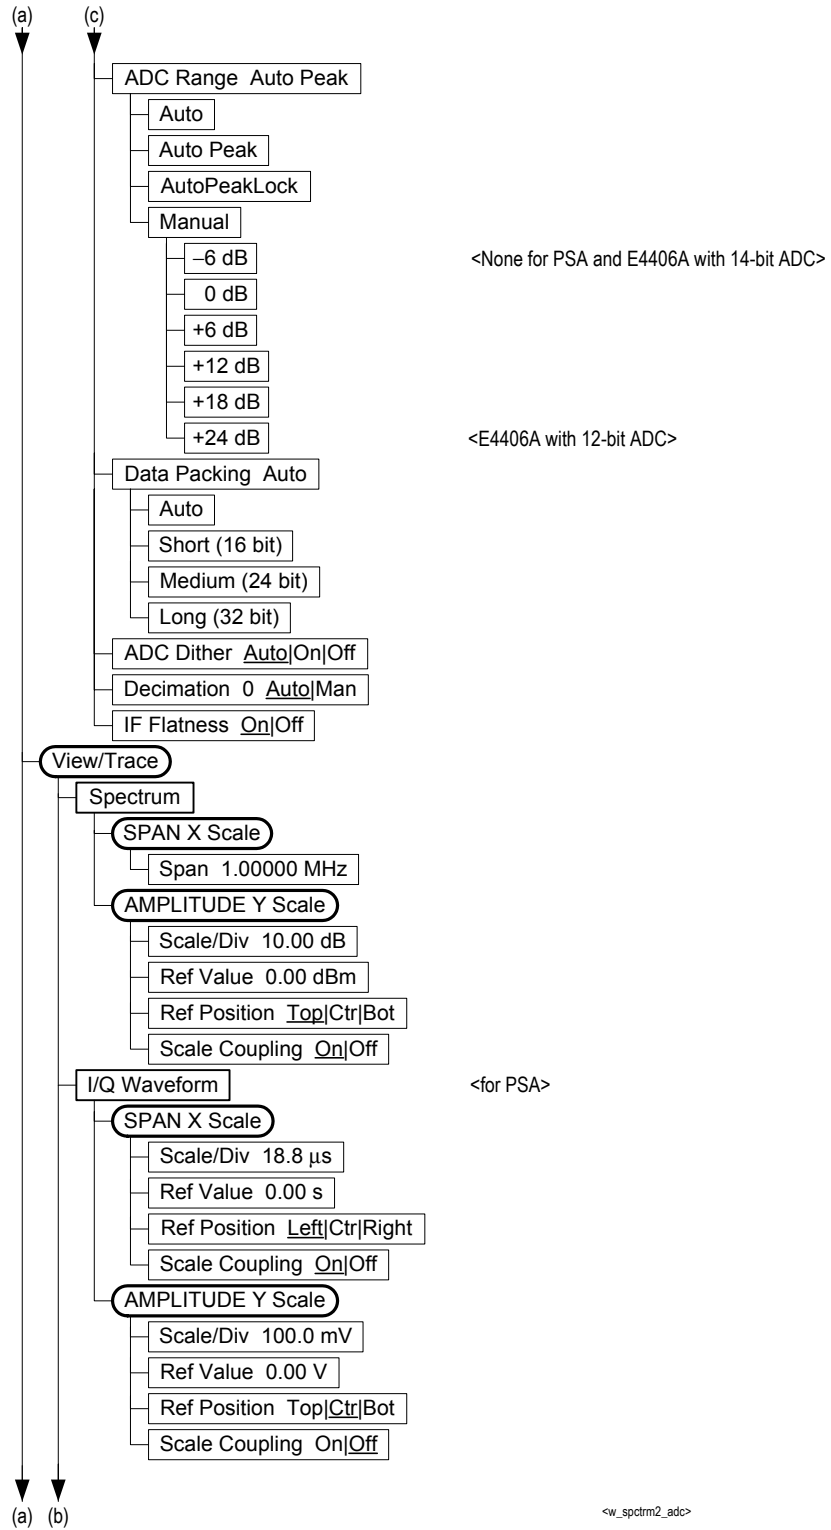 (a) (c)
ADC Range Auto Peak
Auto
Auto Peak
AutoPeakLock
Manual
–6 dB <None for PSA and E4406A with 14-bit ADC>
0 dB
+6 dB
+12 dB
+18 dB
+24 dB <E4406A with 12-bit ADC>
Data Packing Auto
Auto
Short (16 bit)
Medium (24 bit)
Long (32 bit)
ADC Dither Auto|On|Off
Decimation 0 Auto|Man
IF Flatness On|Off
View/Trace
Spectrum
SPAN X Scale
Span 1.00000 MHz
AMPLITUDE Y Scale
Scale/Div 10.00 dB
Ref Value 0.00 dBm
Ref Position Top|Ctr|Bot
Scale Coupling On|Off
I/Q Waveform <for PSA>
SPAN X Scale
Scale/Div 18.8 μs
Ref Value 0.00 s
Ref Position Left|Ctr|Right
Scale Coupling On|Off
AMPLITUDE Y Scale
Scale/Div 100.0 mV
Ref Value 0.00 V
Ref Position Top|Ctr|Bot
Scale Coupling On|Off
(a) (b) <w_spctrm2_adc>